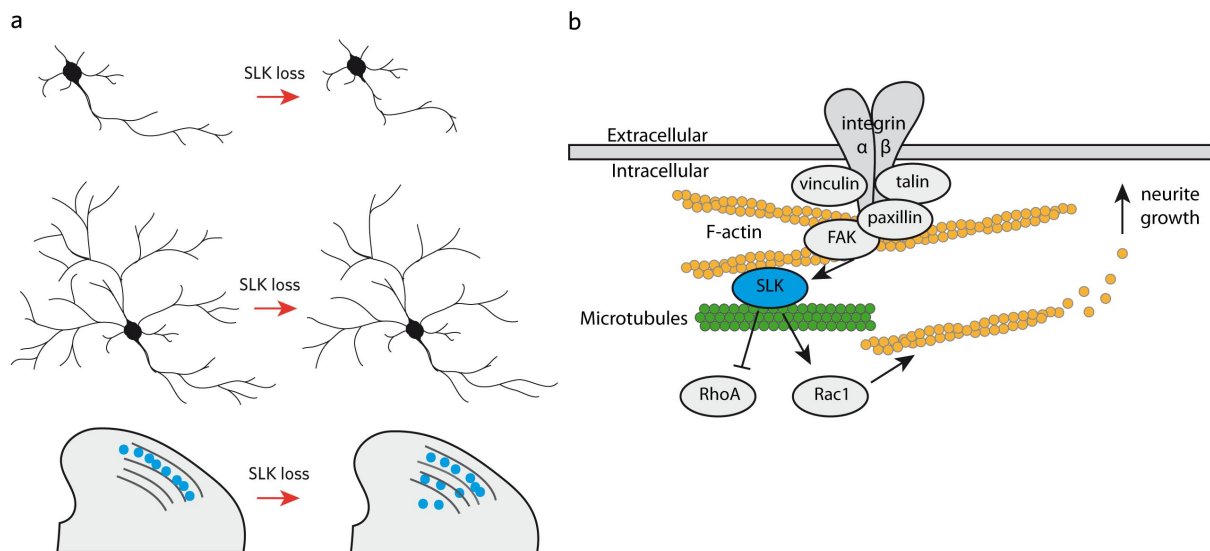 a
SLK loss
SLK loss
SLK loss
b
Extracellular
Intracellular
integrin
α β
vinculin
talin
paxillin
FAK
F-actin
SLK
Microtubules
RhoA
Rac1
neurite
growth